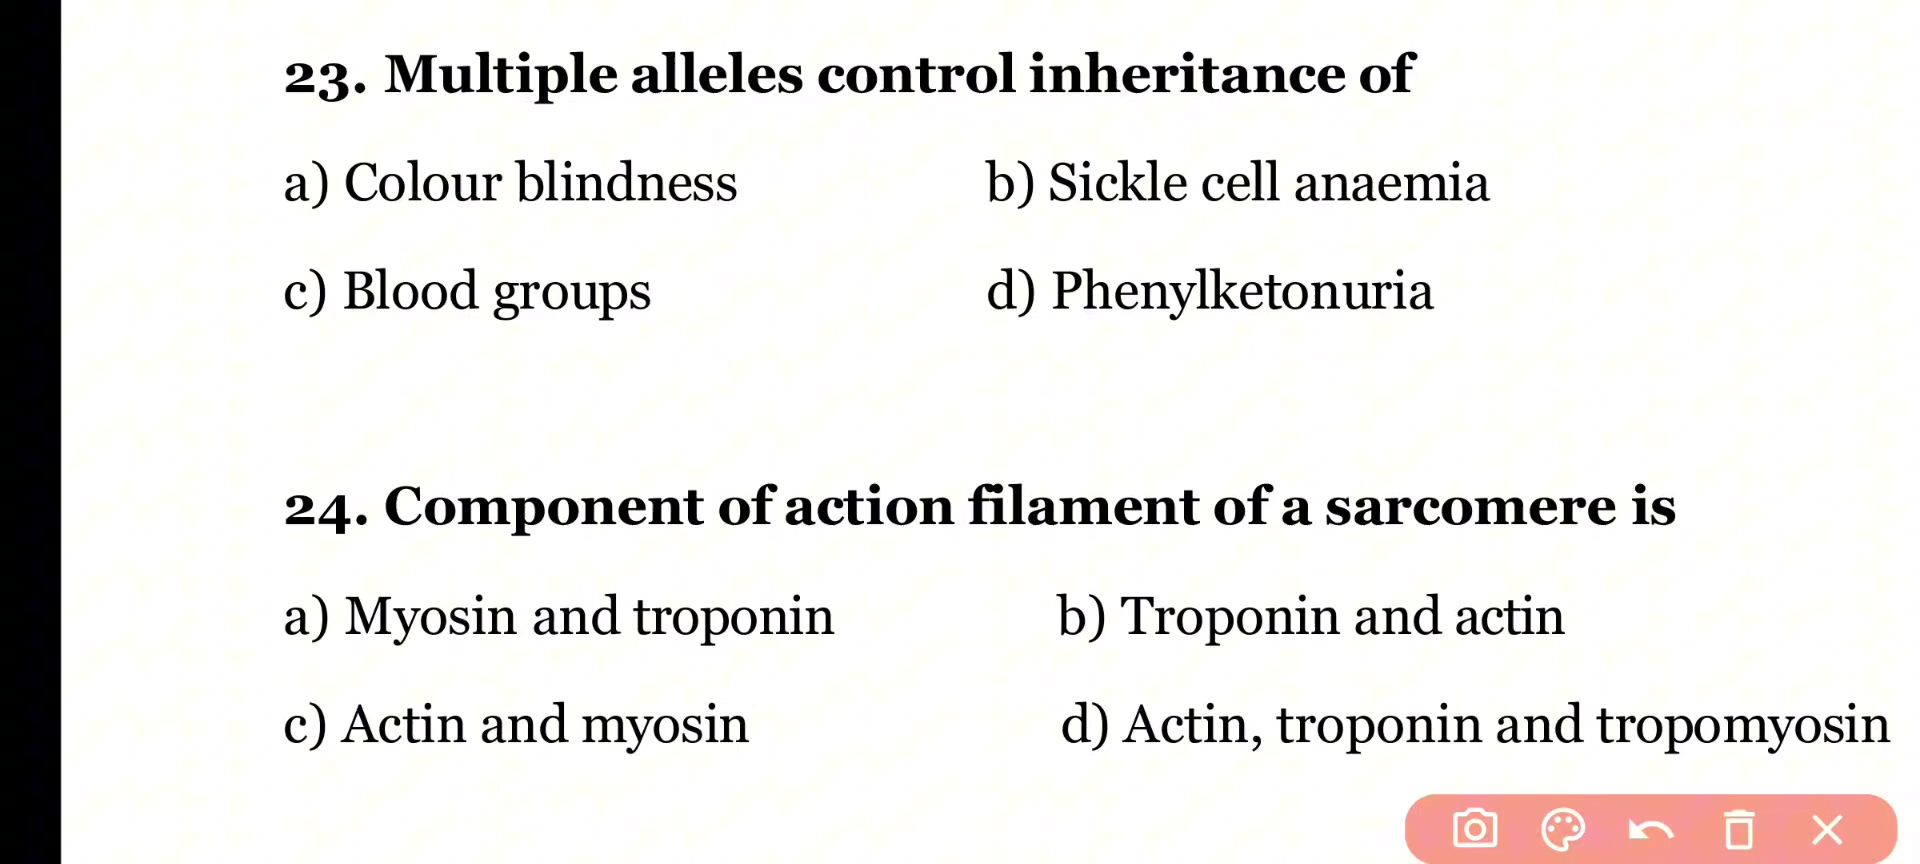 23. Multiple alleles control inheritance of
a) Colour blindness b) Sickle cell anaemia
c) Blood groups d) Phenylketonuria
24. Component of action filament of a sarcomere is
a) Myosin and troponin b) Troponin and actin
c) Actin and myosin d) Actin, troponin and tropomyosin